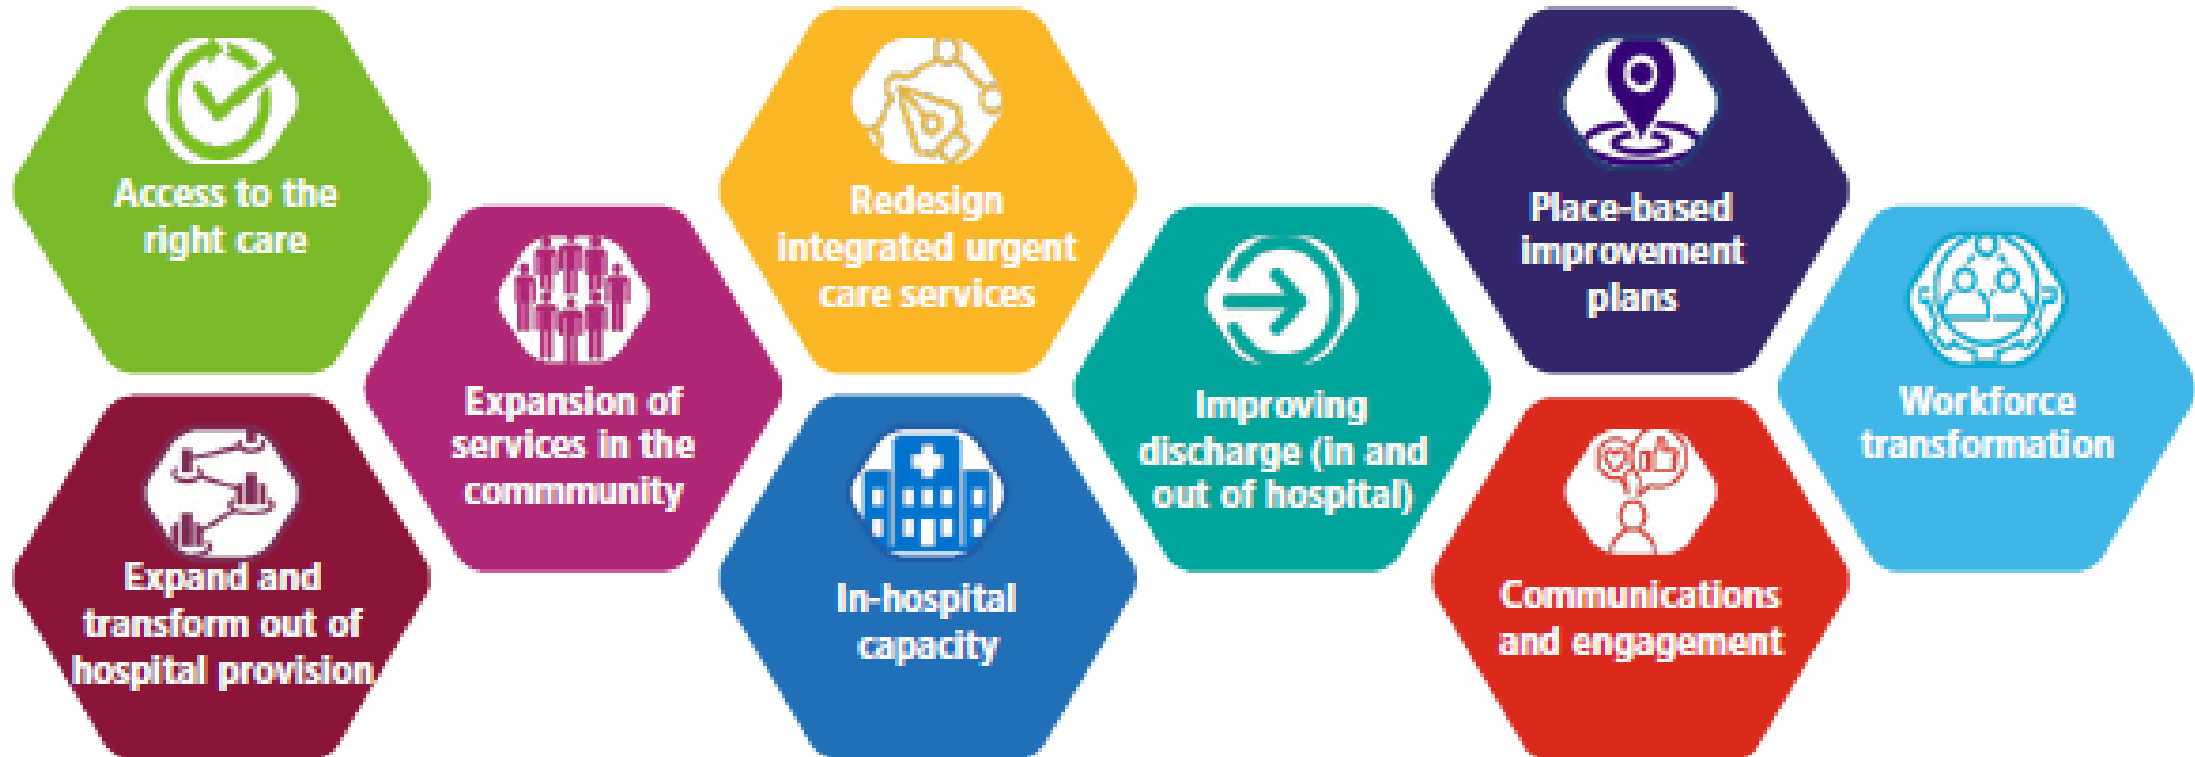 Access to the
right care
Expand and
transform out of
hospital provision
Expansion of
services in the
commmunity
Redesign
integrated urgent
care services
In-hospital
capacity
Improving
discharge (in and
out of hospital)
Place-based
improvement
plans
Communications
and engagement
Workforce
transformation